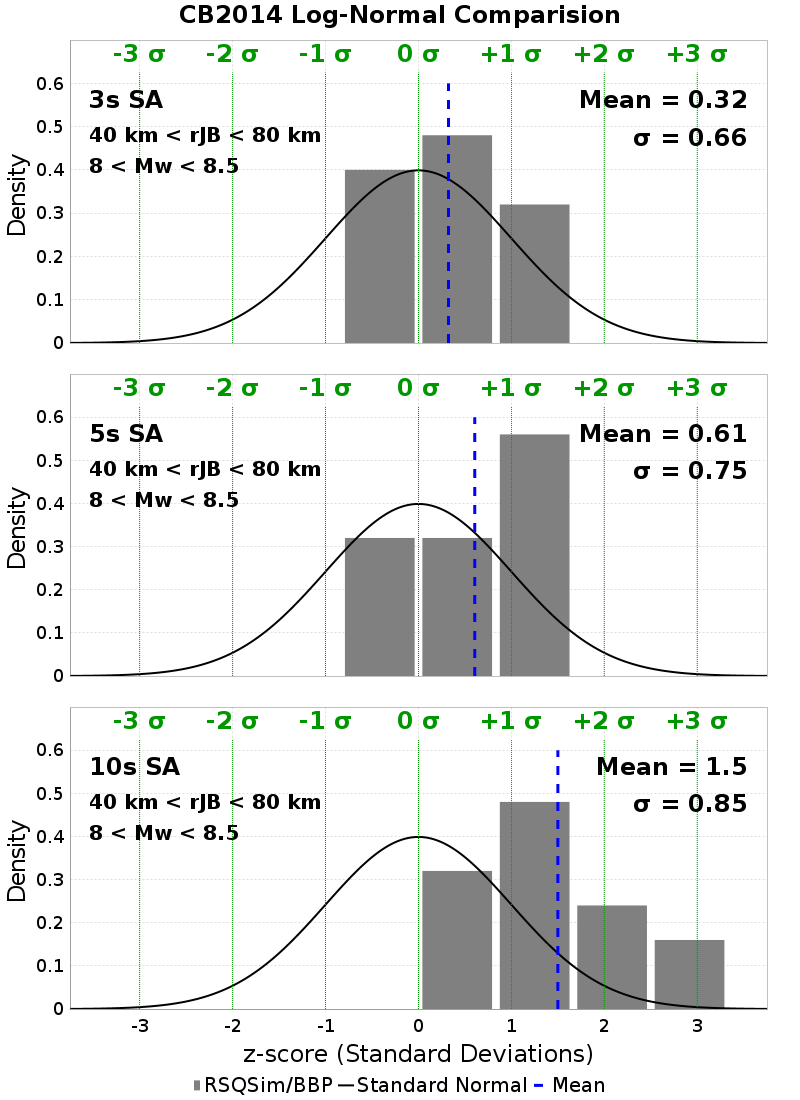 CB2014 Log-Normal Comparision
-3 σ -2 σ -1 σ 0 σ +1 σ +2 σ +3 σ
3s SA
40 km < rJB < 80 km
8 < Mw < 8.5
Mean = 0.32
σ = 0.66
Density
0.6
0.5
0.4
0.3
0.2
0.1
0
-3 σ -2 σ -1 σ 0 σ +1 σ +2 σ +3 σ
5s SA
40 km < rJB < 80 km
8 < Mw < 8.5
Mean = 0.61
σ = 0.75
Density
0.6
0.5
0.4
0.3
0.2
0.1
0
-3 σ -2 σ -1 σ 0 σ +1 σ +2 σ +3 σ
10s SA
40 km < rJB < 80 km
8 < Mw < 8.5
Mean = 1.5
σ = 0.85
Density
0.6
0.5
0.4
0.3
0.2
0.1
0
-3 -2 -1 0 1 2 3
z-score (Standard Deviations)
RSQSim/BBP Standard Normal Mean